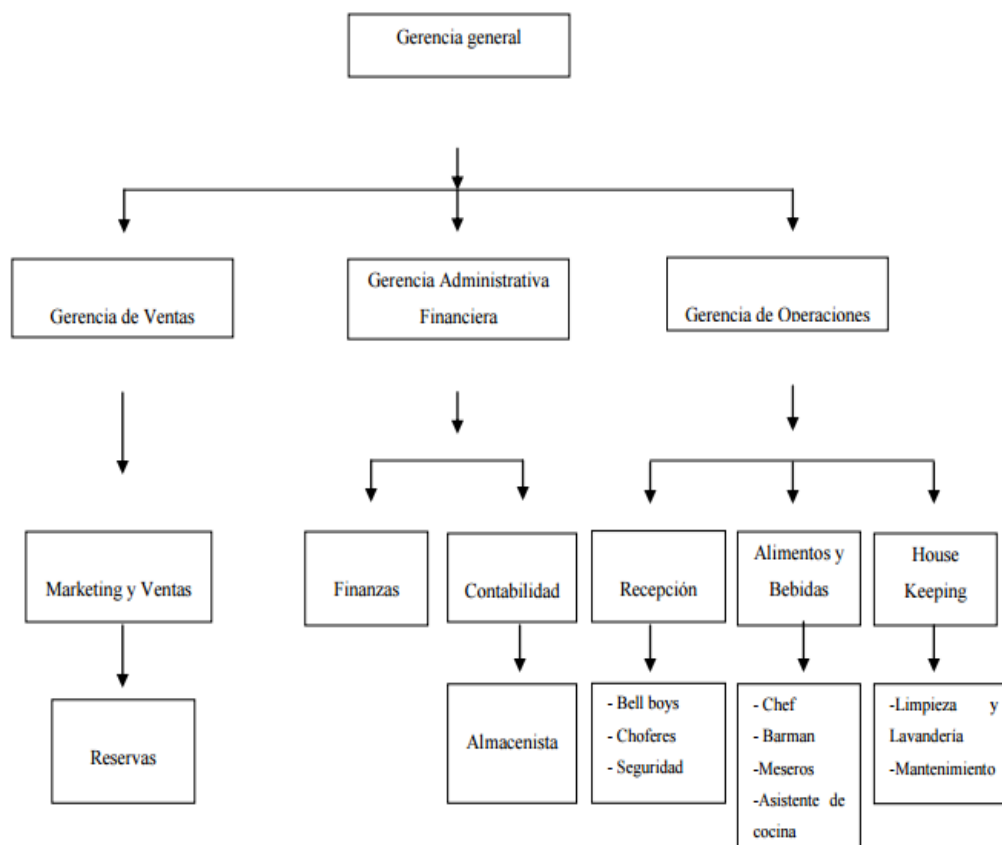 Gerencia general
Gerencia de Ventas
Gerencia Administrativa
Financiera
Gerencia de Operaciones
Marketing y Ventas
Finanzas
Contabilidad
Recepción
Alimentos y
Bebidas
House
Keeping
Reservas
Almacenista
- Bell boys
- Choferes
- Seguridad
- Chef
- Barman
- Meseros
-Asistente de
cocina
-Limpieza y
Lavandería
-Mantenimiento